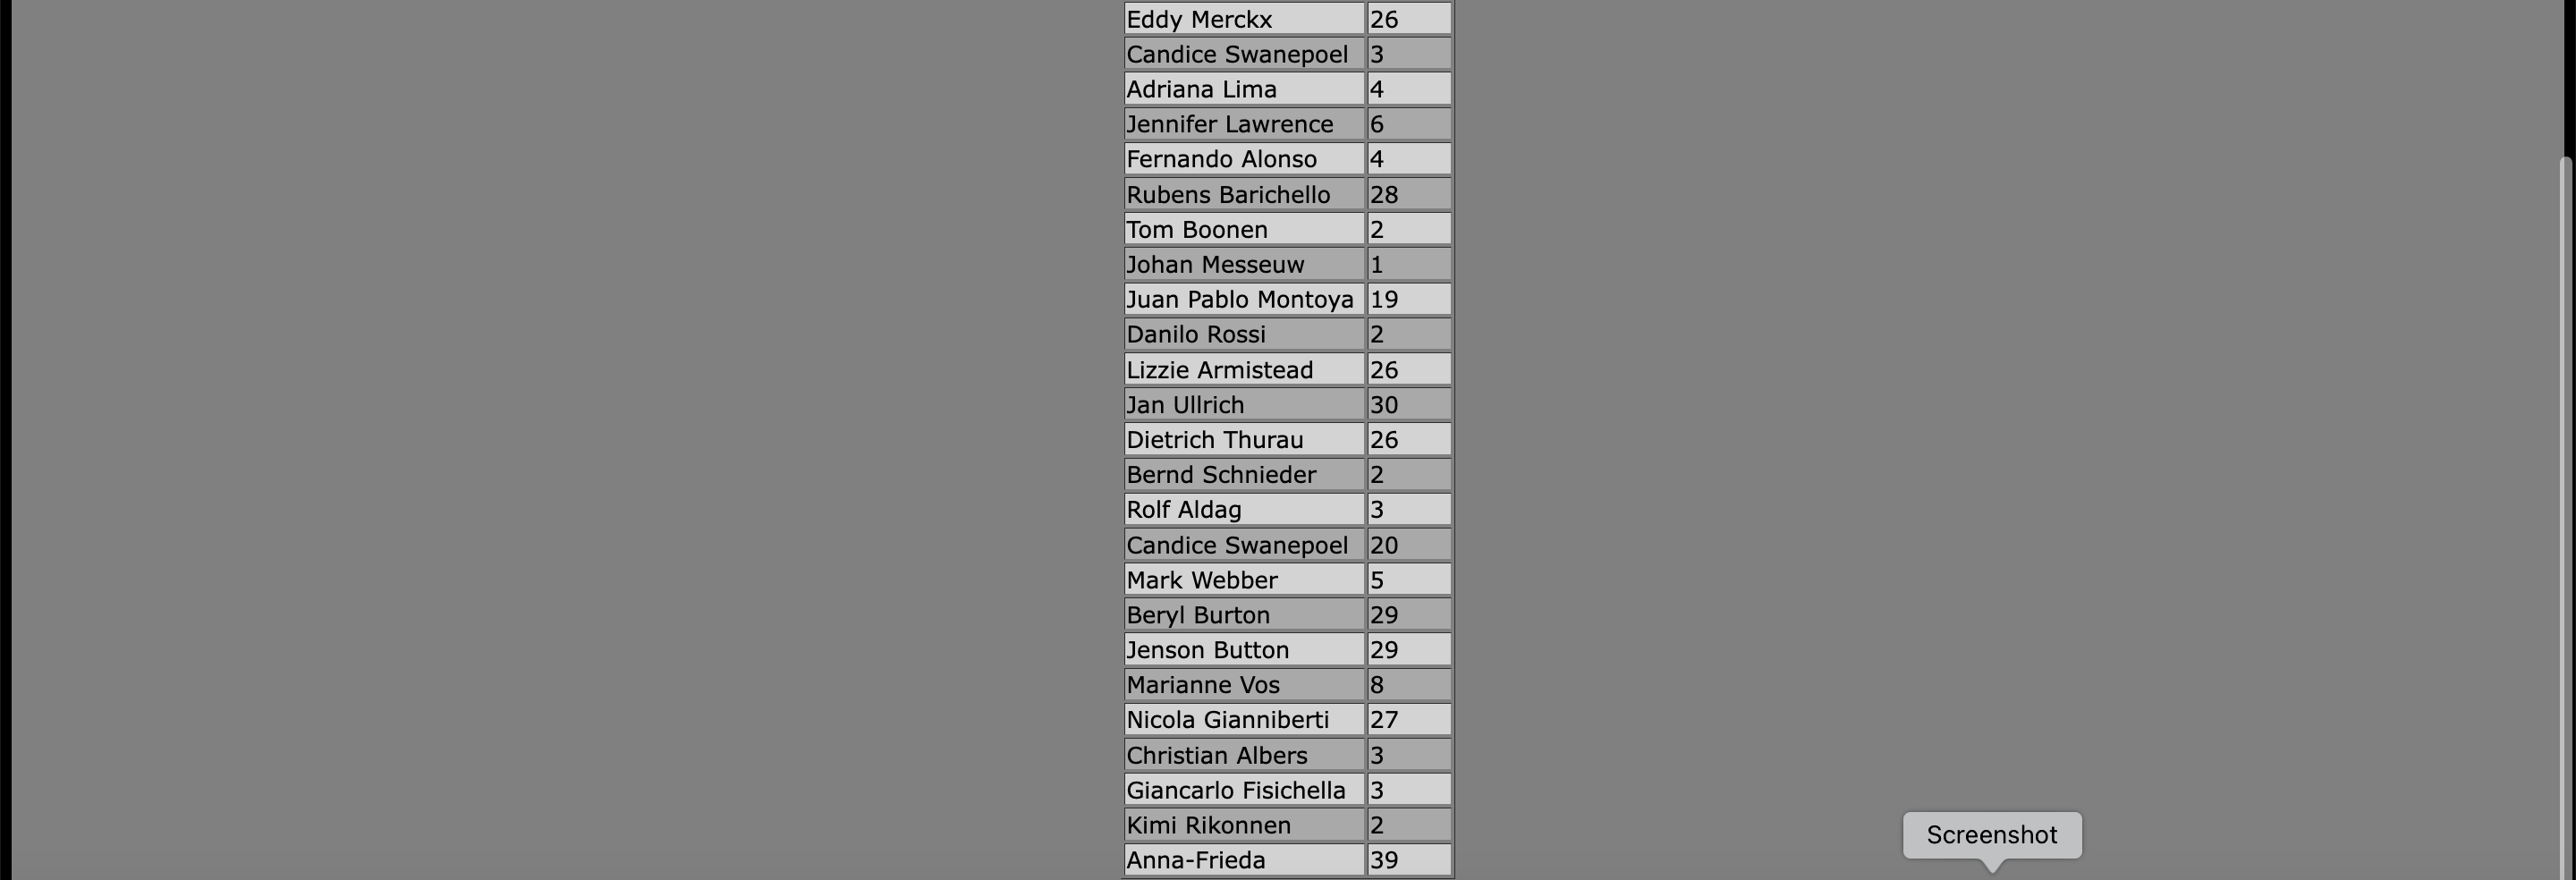 Eddy Merckx 26
Candice Swanepoel 3
Adriana Lima 4
Jennifer Lawrence 6
Fernando Alonso 4
Rubens Barichello 28
Tom Boonen 2
Johan Messeuw 1
Juan Pablo Montoya 19
Danilo Rossi 2
Lizzie Armistead 26
Jan Ullrich 30
Dietrich Thurau 26
Bernd Schnieder 2
Rolf Aldag 3
Candice Swanepoel 20
Mark Webber 5
Beryl Burton 29
Jenson Button 29
Marianne Vos 8
Nicola Gianniberti 27
Christian Albers 3
Giancarlo Fisichella 3
Kimi Rikonnen 2
Anna-Frieda 39
Screenshot